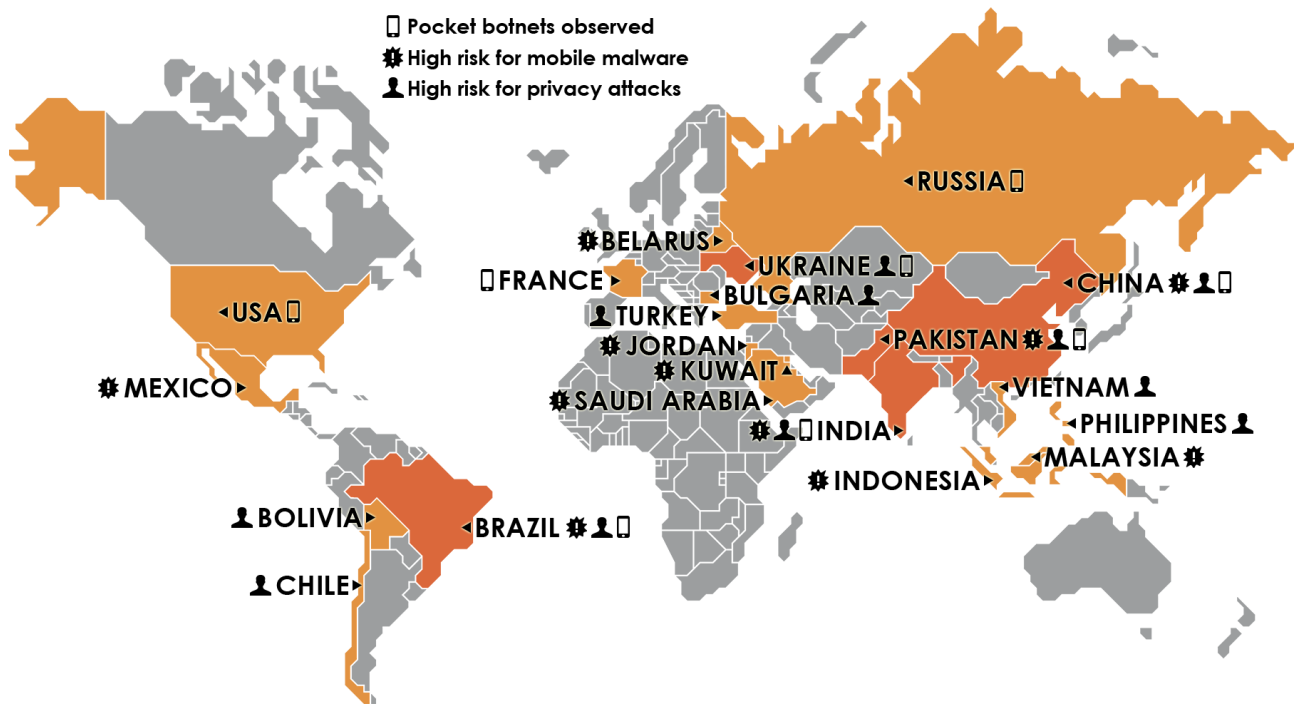 Pocket botnets observed
High risk for mobile malware
High risk for privacy attacks
RUSSIA
BELARUS
UKRAINE
FRANCE
CHINA
BULGARIA
USA
TURKEY
PAKISTAN
JORDAN
KUWAIT
MEXICO
VIETNAM
SAUDI ARABIA
PHILIPPINES
INDIA
MALAYSIA
INDONESIA
BOLIVIA
BRAZIL
CHILE